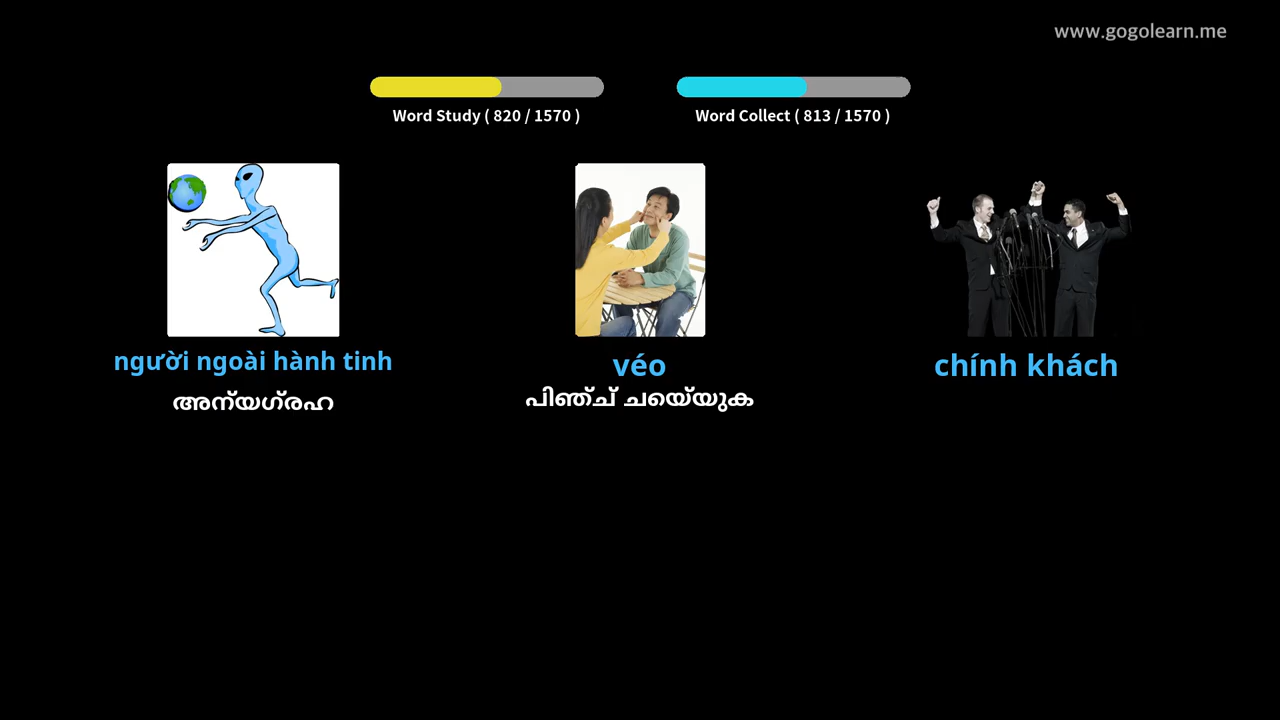 www.gogolearn.me
Word Study ( 820 / 1570 )
Word Collect ( 813 / 1570 )
người ngoài hành tinh
véo
chính khách
അന്യഗ്രഹ
പിഞ്ച് ചെയ്യുക